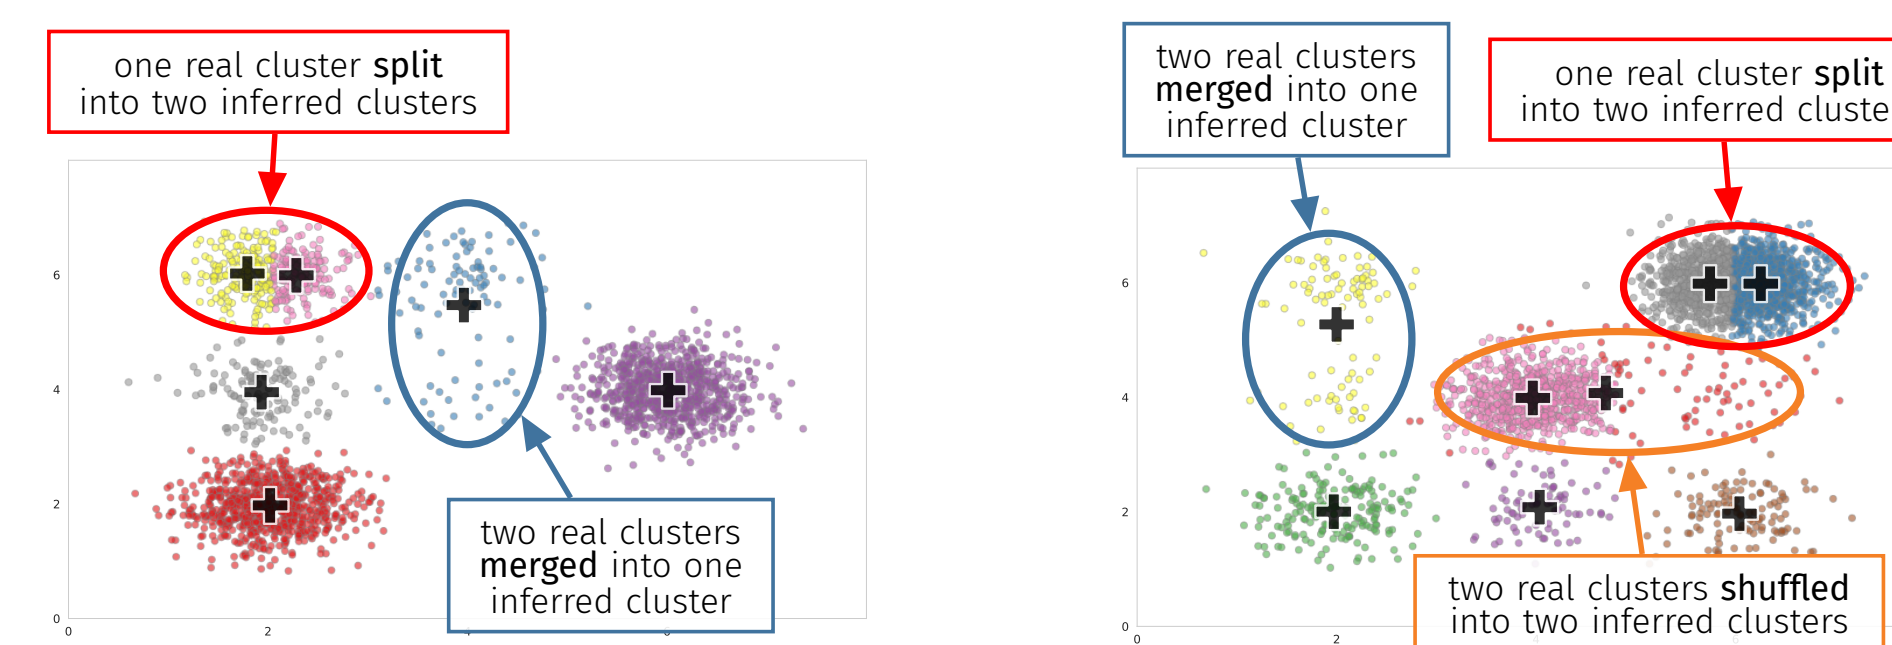 one real cluster split
into two inferred clusters
6
4
2
0
0
2
two real clusters
merged into one
inferred cluster
two real clusters
merged into one
inferred cluster
one real cluster split
into two inferred cluste
6
4
2
0
0
2
two real clusters shuffled
into two inferred clusters